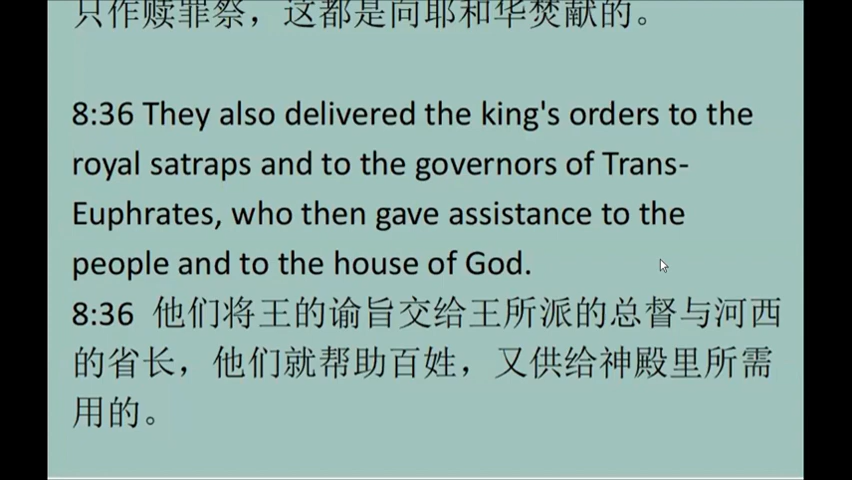 只作赎罪祭，这都是向耶和华焚献的。
8:36 They also delivered the king's orders to the
royal satraps and to the governors of Trans-
Euphrates, who then gave assistance to the
people and to the house of God.
8:36 他们将王的谕旨交给王所派的总督与河西
的省长，他们就帮助百姓，又供给神殿里所需
用的。